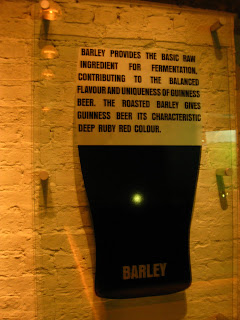 BARLEY PROVIDES THE BASIC RAW
INGREDIENT FOR FERMENTATION,
CONTRIBUTING TO THE BALANCED
FLAVOUR AND UNIQUENESS OF GUINNESS
BEER. THE ROASTED BARLEY GIVES
GUINNESS BEER ITS CHARACTERISTIC
DEEP RUBY RED COLOUR.
BARLEY